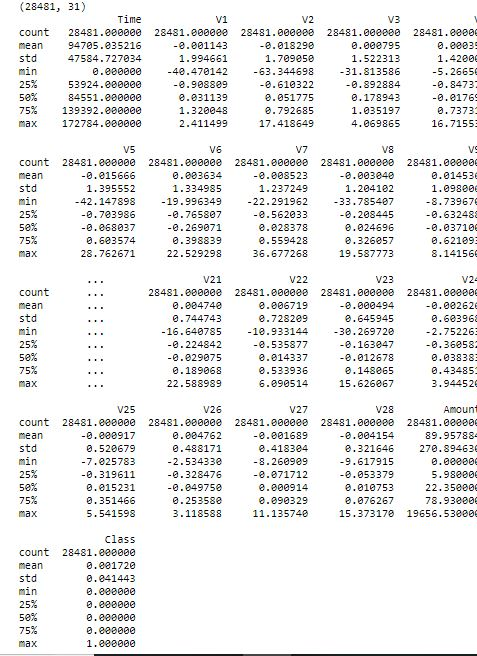 (28481, 31)
Time V1 V2 V3
count 28481.000000 28481.000000 28481.000000 28481.000000 28481.
mean 94705.035216 -0.001143 -0.018290 0.000795 0.0003
std 47584.727034 1.994661 1.709050 1.522313 1.4200
min 0.000000 -40.470142 -63.344698 -31.813586 -5.2665
25% 53924.000000 -0.908809 -0.610322 -0.892884 -0.8473
50% 84551.000000 0.031139 0.051775 0.178943 -0.0176
75% 139392.000000 1.320048 0.792685 1.035197 0.7373
max 172784.000000 2.411499 17.418649 4.069865 16.7155
V5 V6 V7 V8 V9
count 28481.000000 28481.000000 28481.000000 28481.000000 28481.00000
mean -0.015666 0.003634 -0.008523 -0.003040 0.01453
std 1.395552 1.334985 1.237249 1.204102 1.09800
min -42.147898 -19.996349 -22.291962 -33.785407 -8.73967
25% -0.703986 -0.765807 -0.562033 -0.208445 -0.63248
50% -0.068037 -0.269071 0.028378 0.024696 -0.03710
75% 0.603574 0.398839 0.559428 0.326057 0.62109
max 28.762671 22.529298 36.677268 19.587773 8.14156
... V21 V22 V23 V24
count ... 28481.000000 28481.000000 28481.000000 28481.00000
mean ... 0.004740 0.006719 -0.000494 -0.00262
std ... 0.744743 0.728209 0.645945 0.60396
min ... -16.640785 -10.933144 -30.269720 -2.75226
25% ... -0.224842 -0.535877 -0.163047 -0.36058
50% ... -0.029075 0.014337 -0.012678 0.03838
75% ... 0.189068 0.533936 0.148065 0.43485
max ... 22.588989 6.090514 15.626067 3.94452
V25 V26 V27 V28 Amount
count 28481.000000 28481.000000 28481.000000 28481.000000 28481.00000
mean -0.000917 0.004762 -0.001689 -0.004154 89.95788
std 0.520679 0.488171 0.418304 0.321646 270.89463
min -7.025783 -2.534330 -8.260909 -9.617915 0.00000
25% -0.319611 -0.328476 -0.071712 -0.053379 5.98000
50% 0.015231 -0.049750 0.000914 0.010753 22.35000
75% 0.351466 0.253580 0.090329 0.076267 78.93000
max 5.541598 3.118588 11.135740 15.373170 19656.53000
Class
count 28481.000000
mean 0.001720
std 0.041443
min 0.000000
25% 0.000000
50% 0.000000
75% 0.000000
max 1.000000